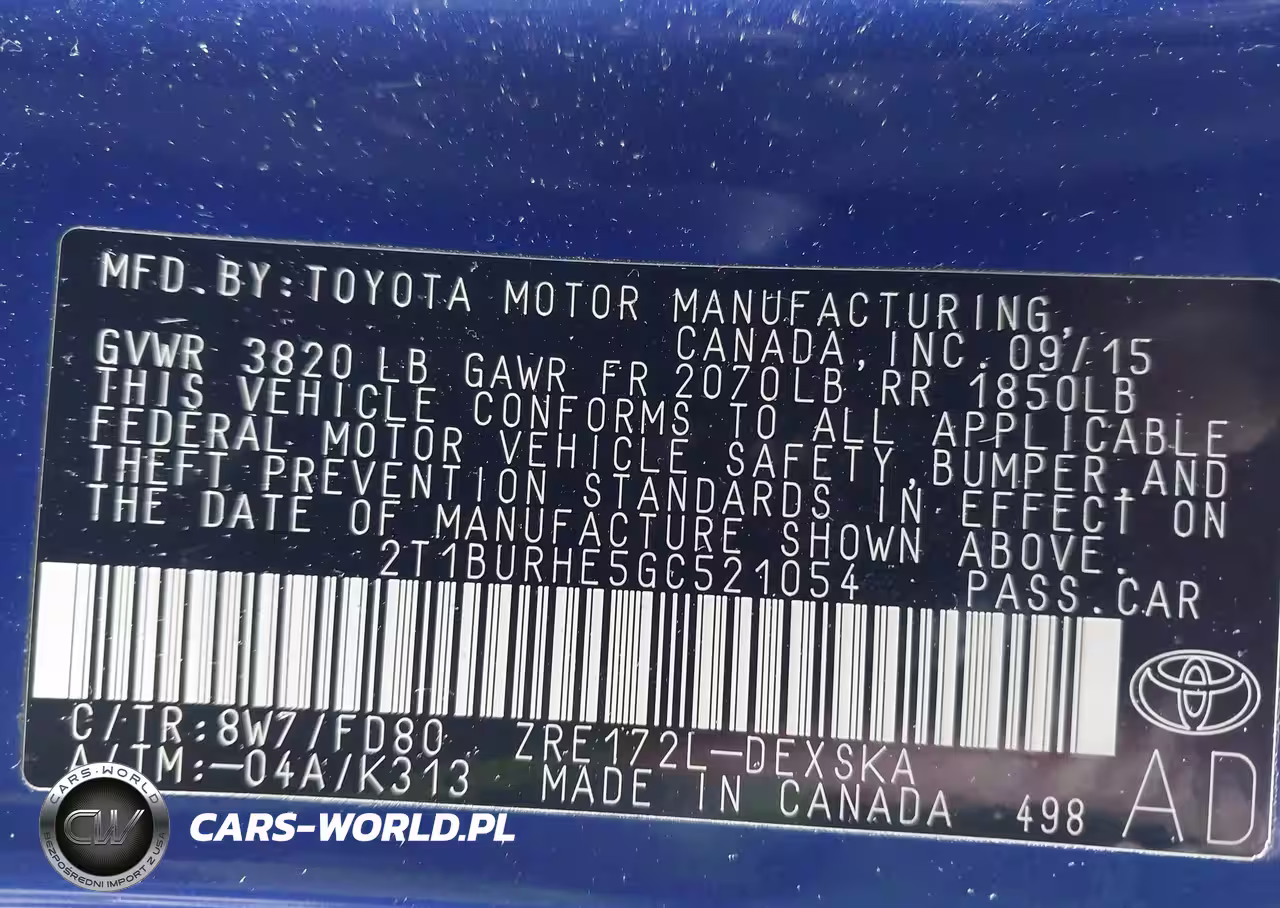 MFD.BY:TOYOTA MOTOR MANUFACTURING,
CANADA,INC. 09/15
GVWR 3820 LB GAWR FR 2070LB RR 1850LB
THIS VEHICLE CONFORMS TO ALL APPLICABLE
FEDERAL MOTOR VEHICLE SAFETY,BUMPER,AND
THEFT PREVENTION STANDARDS IN EFFECT ON
THE DATE OF MANUFACTURE SHOWN ABOVE.
2T1BURHE5GC521054 PASS.CAR
C/TR:8W7/FD80 ZRE172L-DEXSKA
A/TM:-04A/K313 MADE IN CANADA 498 AD
CARS-WORLD
CW
BEZPOŚREDNI IMPORT Z USA
CARS-WORLD.PL